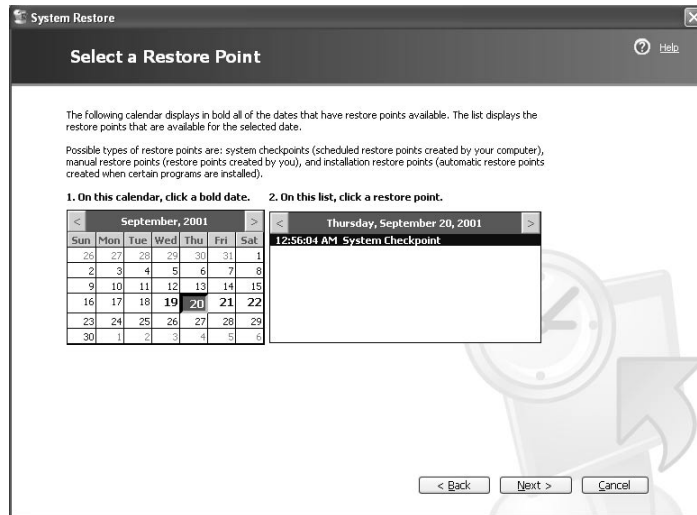 System Restore
Select a Restore Point
Help
The following calendar displays in bold all of the dates that have restore points available. The list displays the
restore points that are available for the selected date.
Possible types of restore points are: system checkpoints (scheduled restore points created by your computer),
manual restore points (restore points created by you), and installation restore points (automatic restore points
created when certain programs are installed).
1. On this calendar, click a bold date. 2. On this list, click a restore point.
< September, 2001 > < Thursday, September 20, 2001 >
Sun Mon Tue Wed Thu Fri Sat 12:56:04 AM System Checkpoint
26 27 28 29 30 31 1
2 3 4 5 6 7 8
9 10 11 12 13 14 15
16 17 18 19 20 21 22
23 24 25 26 27 28 29
30 1 2 3 4 5 6
< Back Next > Cancel